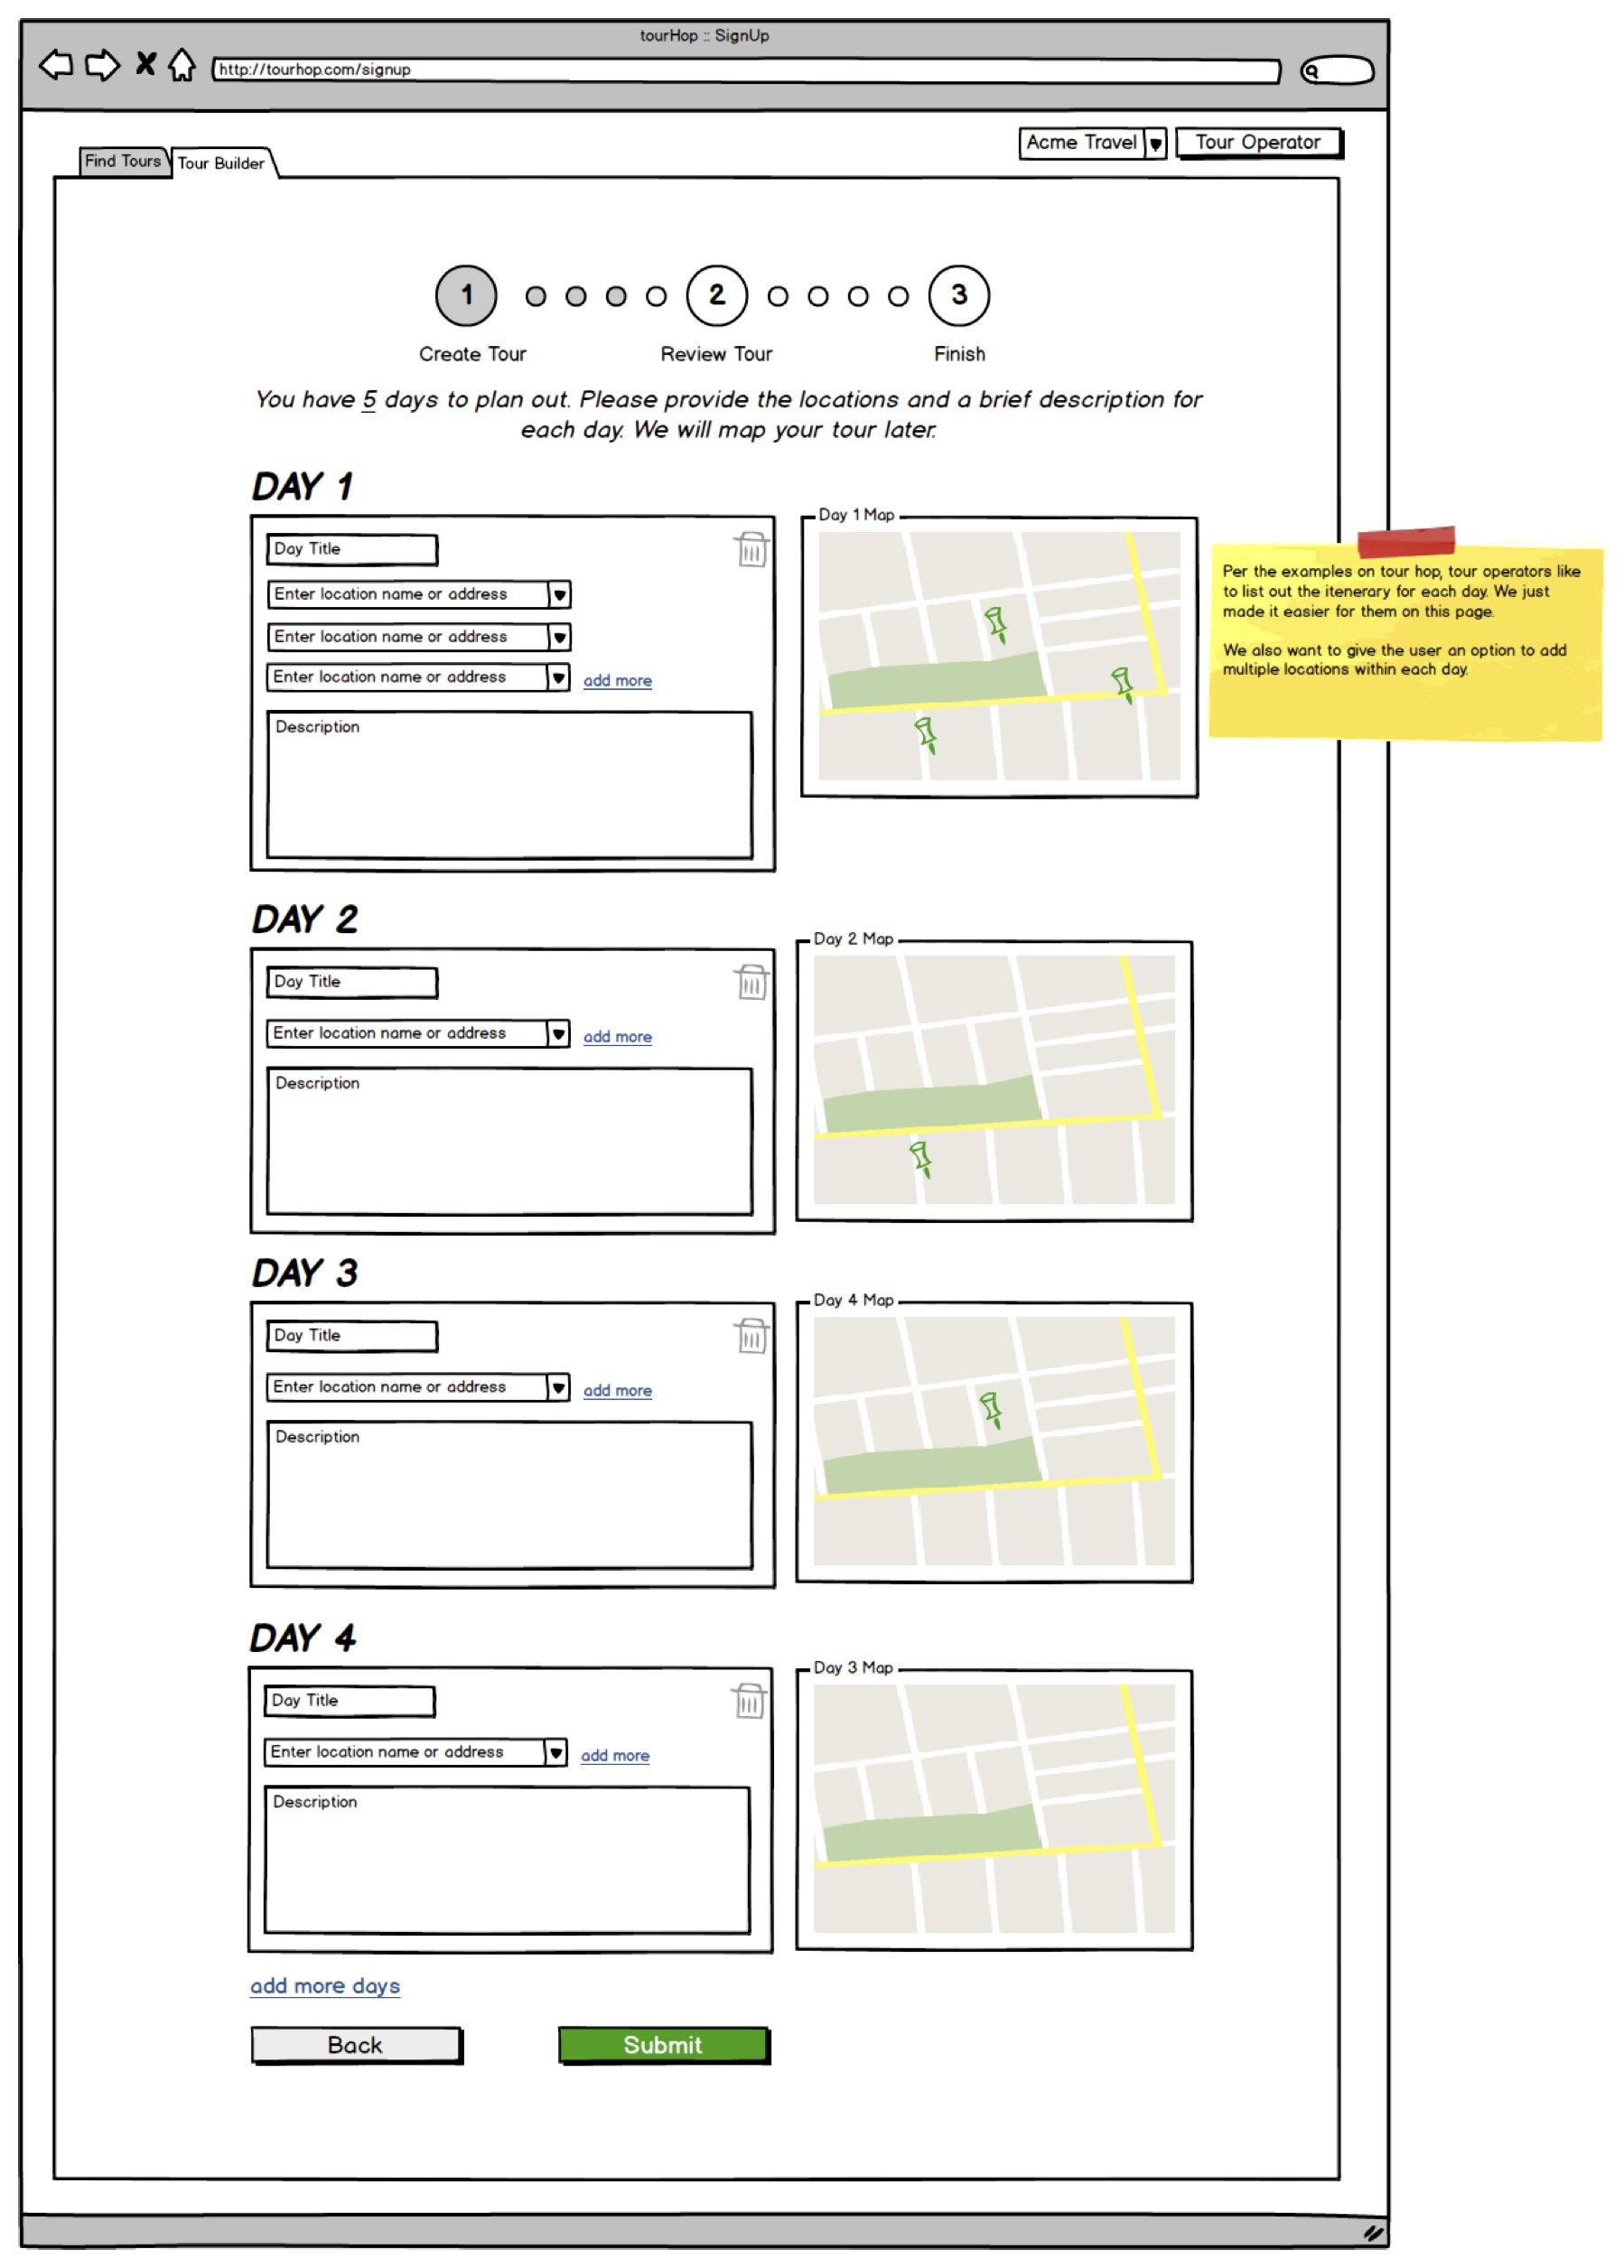 tourHop :: SignUp
http://tourhop.com/signup
Acme Travel
Tour Operator
Find Tours
Tour Builder
1
2
3
Create Tour
Review Tour
Finish
You have 5 days to plan out. Please provide the locations and a brief description for
each day. We will map your tour later.
DAY 1
Day Title
Enter location name or address
Enter location name or address
Enter location name or address
add more
Description
Day 1 Map
Per the examples on tour hop, tour operators like
to list out the itenerary for each day. We just
made it easier for them on this page.
We also want to give the user an option to add
multiple locations within each day.
DAY 2
Day Title
Enter location name or address
add more
Description
Day 2 Map
DAY 3
Day Title
Enter location name or address
add more
Description
Day 4 Map
DAY 4
Day Title
Enter location name or address
add more
Description
Day 3 Map
add more days
Back
Submit